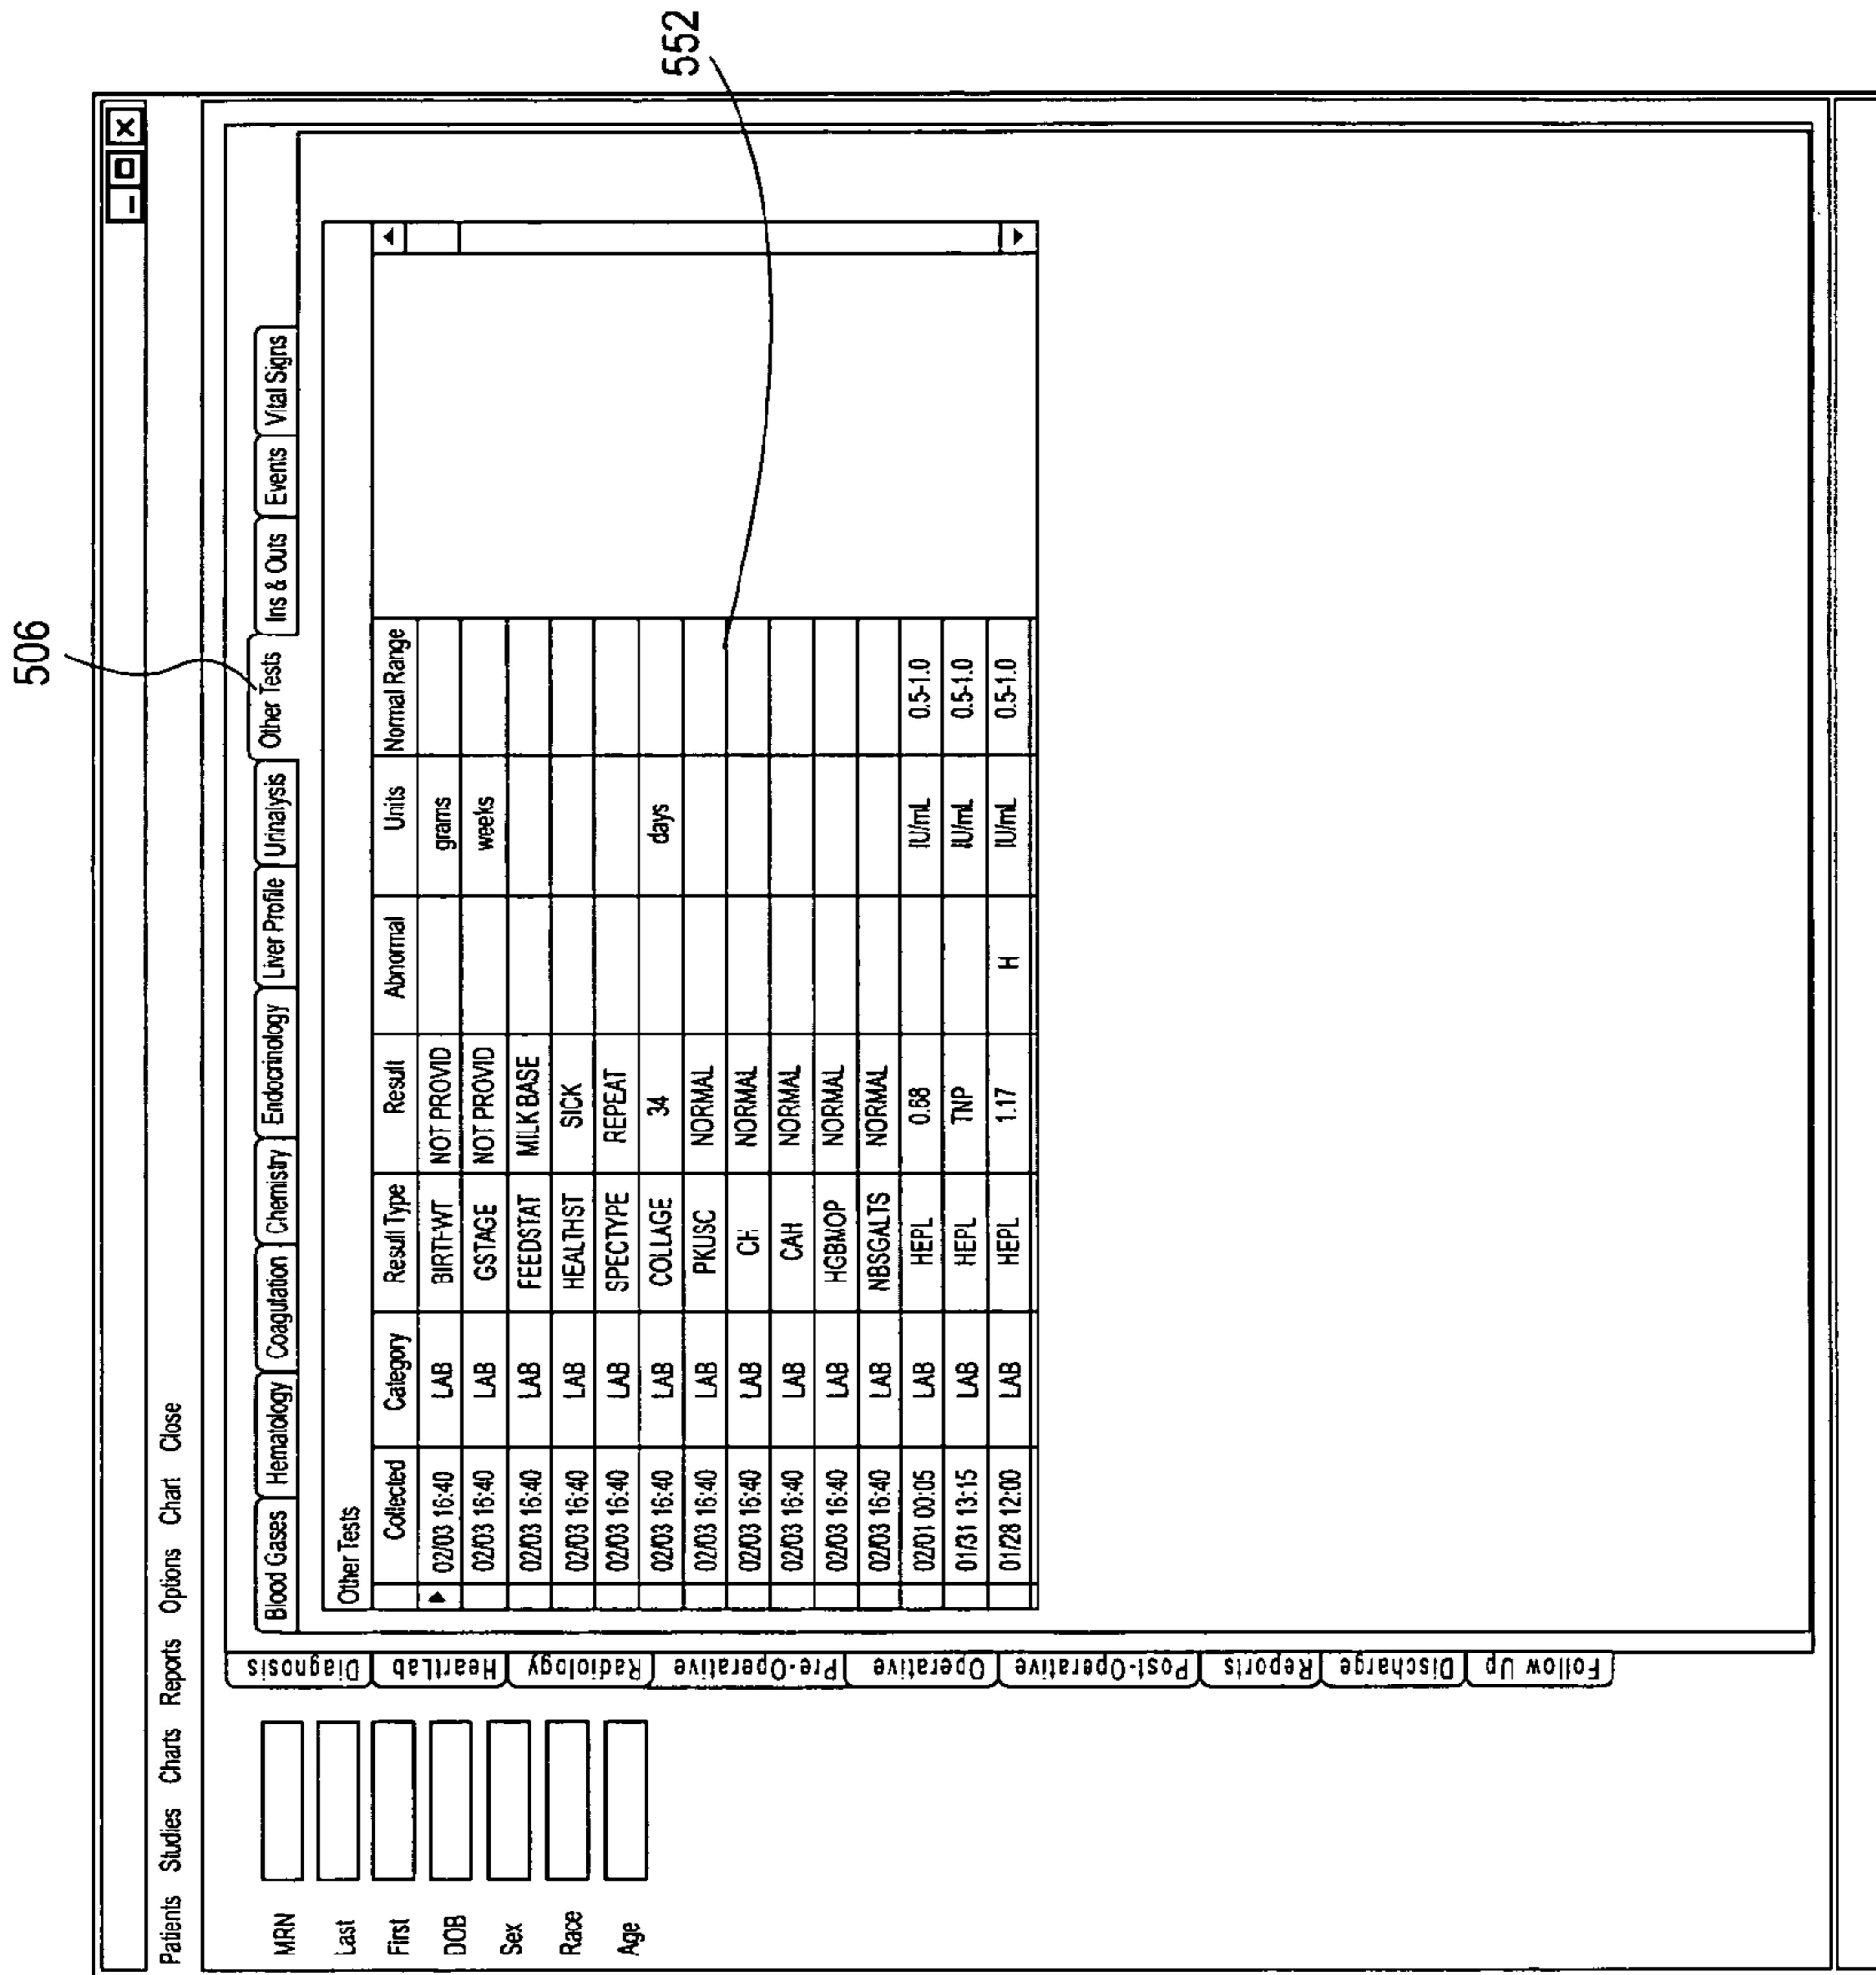 506
552
Patients Studies Charts Reports Options Chart Close
MRN
Last
First
DOB
Sex
Race
Age
Diagnosis
HeartLab
Radiology
Pre-Operative
Operative
Post-Operative
Reports
Discharge
Follow Up
Blood Gases Hematology Coagulation Chemistry Endocrinology Liver Profile Urinalysis Other Tests Ins & Outs Events Vital Signs
Other Tests
Collected Category Result Type Result Abnormal Units Normal Range
02/03 16:40 LAB BIRTHWT NOT PROVID grams
02/03 16:40 LAB GSTAGE NOT PROVID weeks
02/03 16:40 LAB FEEDSTAT MILK BASE
02/03 16:40 LAB HEALTHST SICK
02/03 16:40 LAB SPECTYPE REPEAT
02/03 16:40 LAB COLLAGE 34 days
02/03 16:40 LAB PKUSC NORMAL
02/03 16:40 LAB CH NORMAL
02/03 16:40 LAB CAH NORMAL
02/03 16:40 LAB HGBMOP NORMAL
02/03 16:40 LAB NBSGALTS NORMAL
02/01 00:05 LAB HEPL 0.68 IU/mL 0.5-1.0
01/31 13:15 LAB HEPL TNP IU/mL 0.5-1.0
01/28 12:00 LAB HEPL 1.17 H IU/mL 0.5-1.0